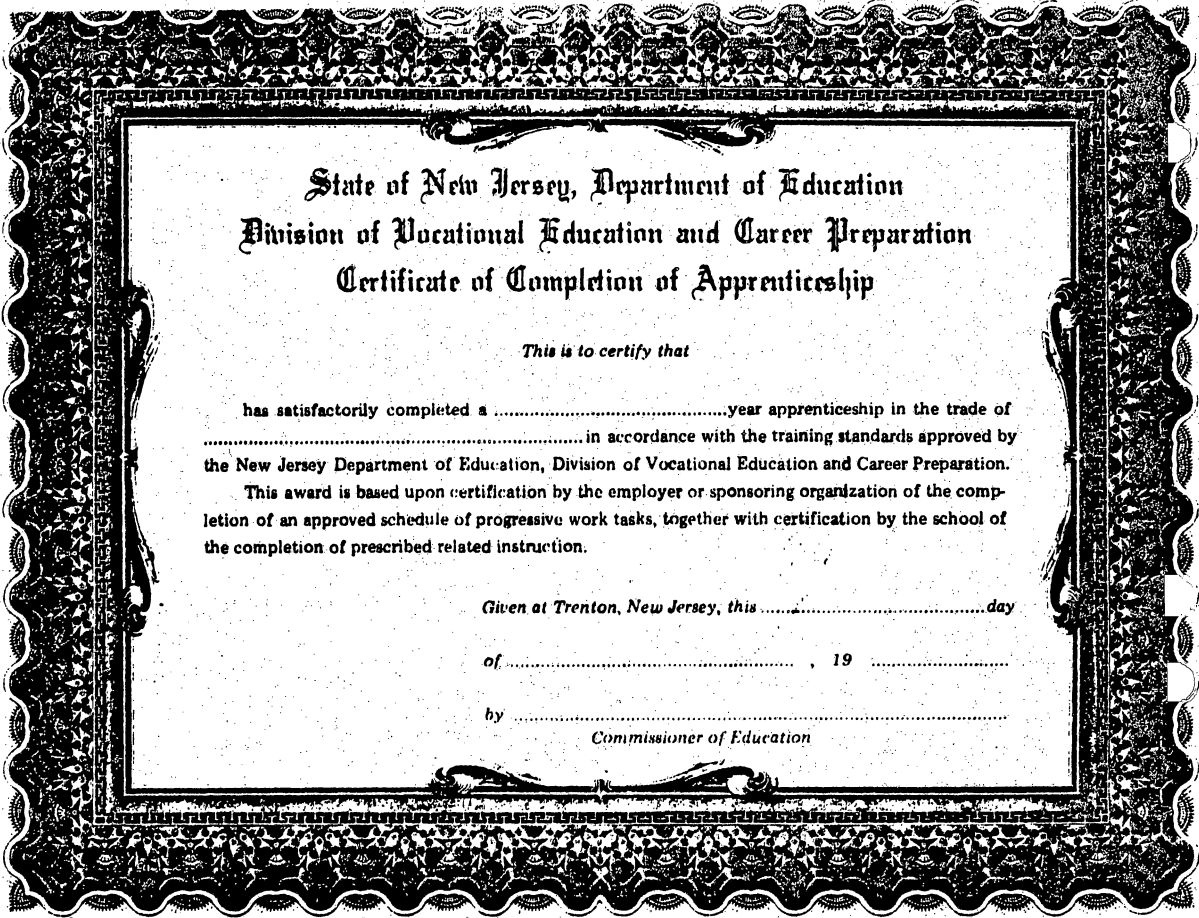 State of New Jersey, Department of Education
Division of Vocational Education and Career Preparation
Certificate of Completion of Apprenticeship
This is to certify that
has satisfactorily completed a ..........................................year apprenticeship in the trade of
.....................................................................in accordance with the training standards approved by
the New Jersey Department of Education, Division of Vocational Education and Career Preparation.
This award is based upon certification by the employer or sponsoring organization of the comp-
letion of an approved schedule of progressive work tasks, together with certification by the school of
the completion of prescribed related instruction.
Given at Trenton, New Jersey, this ..........................................day
of ...................................................... , 19 ..........................
by ..........................................................................................
Commissioner of Education